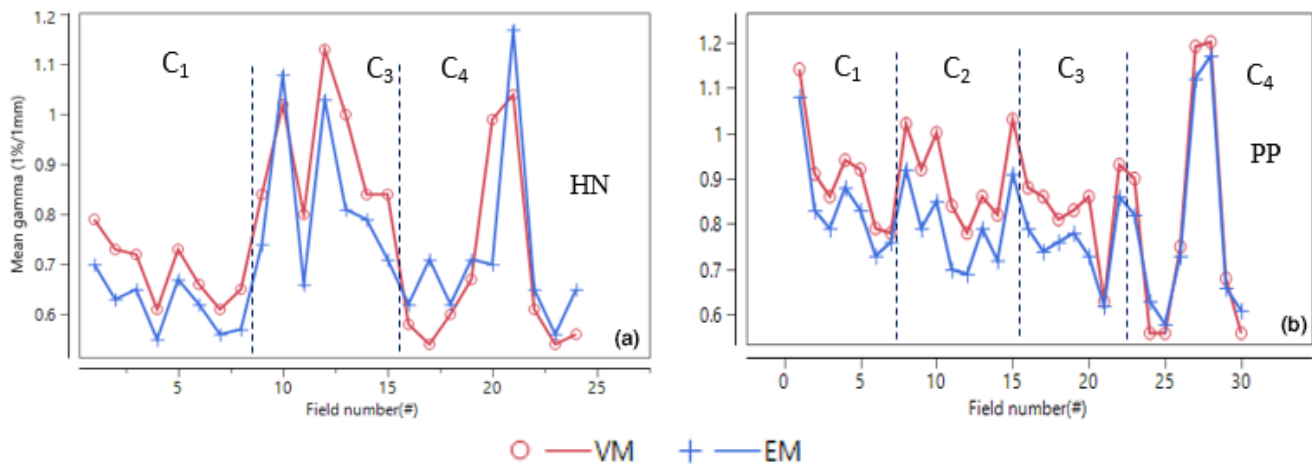 Mean gamma (1%/1mm)
1.2
1.1
1
0.9
0.8
0.7
0.6
C₁
C₃
C₄
HN
(a)
5
10
15
20
25
Field number(#)
1.2
1.1
1
0.9
0.8
0.7
0.6
C₁
C₂
C₃
C₄
PP
(b)
0
5
10
15
20
25
30
Field number(#)
VM
EM